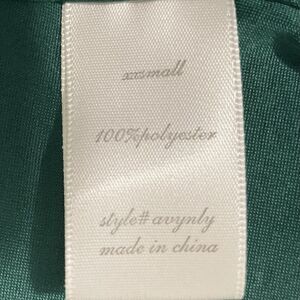 xxsmall
100%polyester
style# avynly
made in china